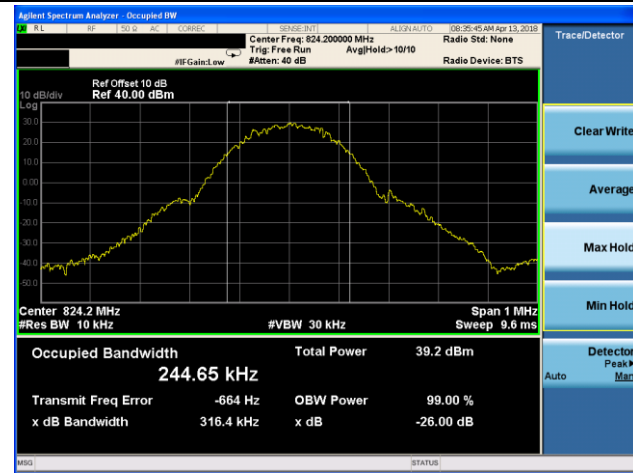 Agilent Spectrum Analyzer - Occupied BW
RL RF 50 Ω AC CORREC SENSE:INT ALIGN AUTO 08:35:45 AM Apr 13, 2018
Center Freq: 824.200000 MHz Radio Std: None
Trig: Free Run Avg|Hold:>10/10
#IFGain:Low #Atten: 40 dB Radio Device: BTS
Trace/Detector
Ref Offset 10 dB
10 dB/div Ref 40.00 dBm
Log
30.0
20.0
10.0
0.00
-10.0
-20.0
-30.0
-40.0
-50.0
Center 824.2 MHz Span 1 MHz
#Res BW 10 kHz #VBW 30 kHz Sweep 9.6 ms
Occupied Bandwidth Total Power 39.2 dBm
244.65 kHz
Transmit Freq Error -664 Hz OBW Power 99.00 %
x dB Bandwidth 316.4 kHz x dB -26.00 dB
Clear Write
Average
Max Hold
Min Hold
Detector
Peak▶
Auto Man
MSG STATUS